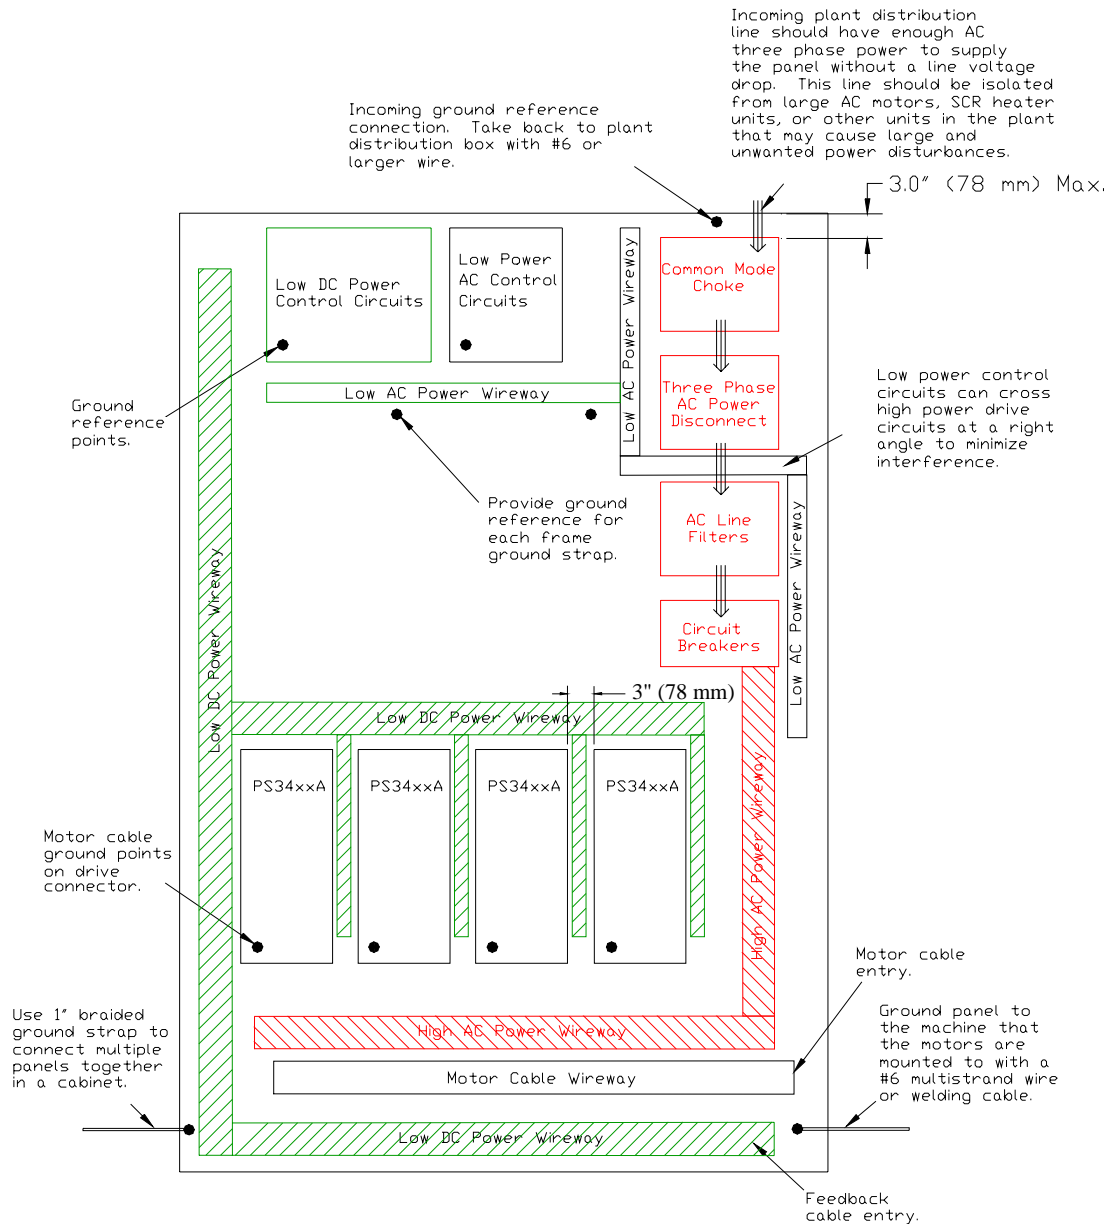 Incoming plant distribution
line should have enough AC
three phase power to supply
the panel without a line voltage
drop. This line should be isolated
from large AC motors, SCR heater
units, or other units in the plant
that may cause large and
unwanted power disturbances.
Incoming ground reference
connection. Take back to plant
distribution box with #6 or
larger wire.
3.0" (78 mm) Max.
Low DC Power
Control Circuits
Low Power
AC Control
Circuits
Low AC Power Wireway
Common Mode
Choke
Low AC Power Wireway
Three Phase
AC Power
Disconnect
Low power control
circuits can cross
high power drive
circuits at a right
angle to minimize
interference.
Ground
reference
points.
Provide ground
reference for
each frame
ground strap.
AC Line
Filters
Low AC Power Wireway
Circuit
Breakers
Low DC Power Wireway
3" (78 mm)
Low DC Power Wireway
PS34xxA
PS34xxA
PS34xxA
PS34xxA
High AC Power Wireway
Motor cable
ground points
on drive
connector.
Motor cable
entry.
Use 1" braided
ground strap to
connect multiple
panels together
in a cabinet.
High AC Power Wireway
Ground panel to
the machine that
the motors are
mounted to with a
#6 multistrand wire
or welding cable.
Motor Cable Wireway
Low DC Power Wireway
Feedback
cable entry.